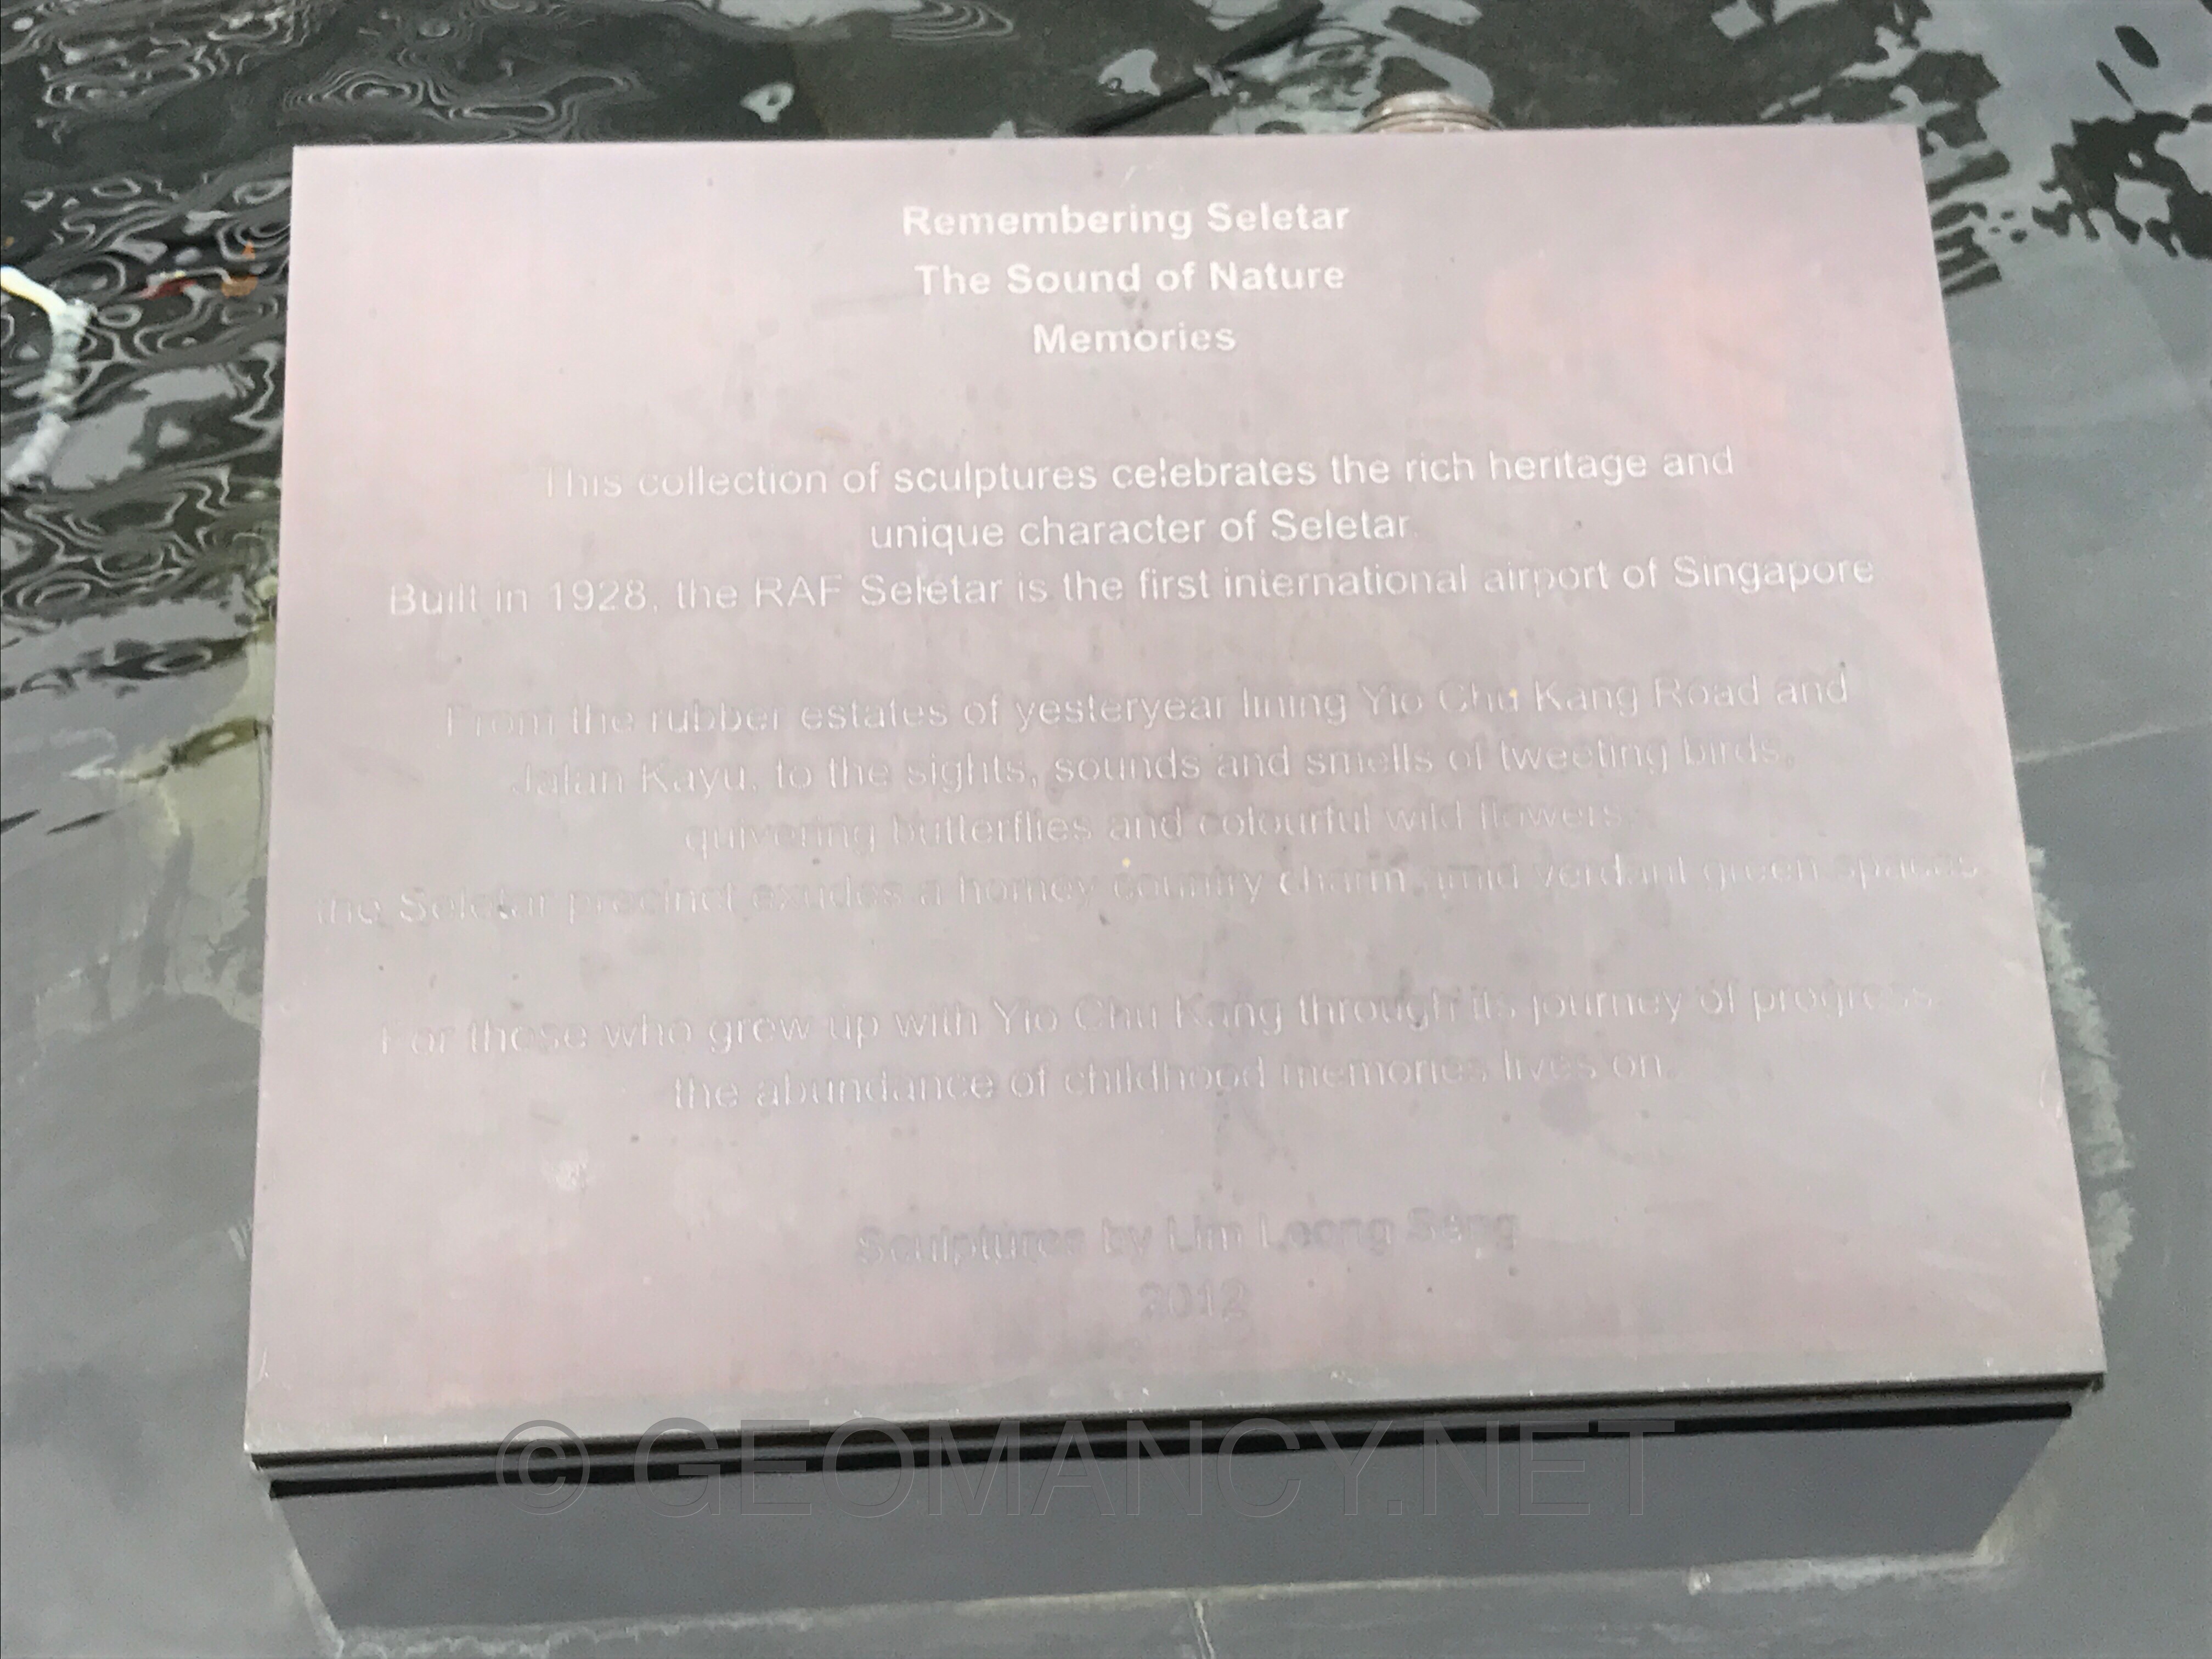 Remembering Seletar
The Sound of Nature
Memories
This collection of sculptures celebrates the rich heritage and
unique character of Seletar.
Built in 1928, the RAF Seletar is the first international airport of Singapore
From the rubber estates of yesteryear lining Yio Chu Kang Road and
Jalan Kayu, to the sights, sounds and smells of tweeting birds,
quivering butterflies and colourful wild flowers,
the Seletar precinct exudes a homey country charm, amid verdant green spaces
For those who grew up with Yio Chu Kang through its journey of progress
the abundance of childhood memories lives on.
Sculptures by Lim Leong Seng
2012
© GEOMANCY.NET